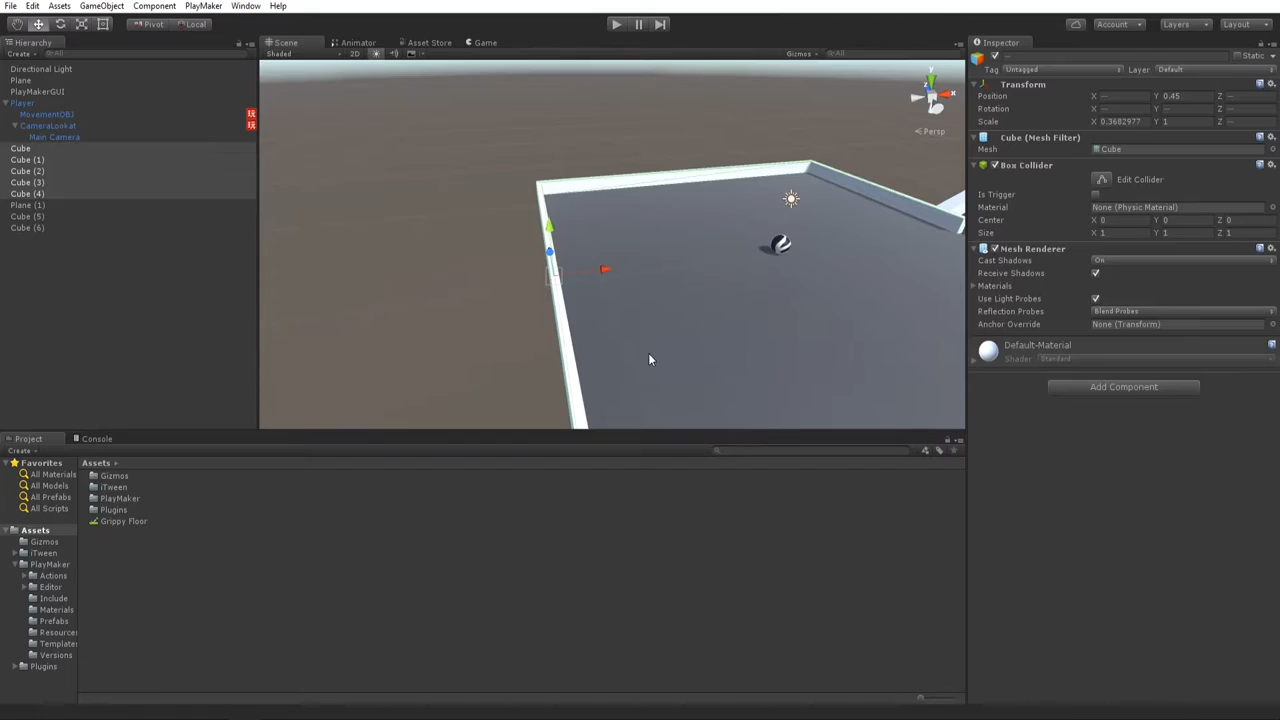 File Edit Assets GameObject Component PlayMaker Window Help
Pivot Local Account Layers Layout
Hierarchy Scene Animator Asset Store Game Inspector
Create All Shaded 2D Gizmos All
Static
Tag Untagged Layer Default
Directional Light
Plane
PlayMakerGUI
Player
MovementOBJ
CameraLookat
Main Camera
Cube
Cube (1)
Cube (2)
Cube (3)
Cube (4)
Plane (1)
Cube (5)
Cube (6)
y
x
z
Persp
Transform
Position X — Y 0.45 Z —
Rotation X — Y — Z —
Scale X 0.3682977 Y 1 Z —
Cube (Mesh Filter)
Mesh Cube
Box Collider
Edit Collider
Is Trigger
Material None (Physic Material)
Center X 0 Y 0 Z 0
Size X 1 Y 1 Z 1
Mesh Renderer
Cast Shadows On
Receive Shadows
Materials
Use Light Probes
Reflection Probes Blend Probes
Anchor Override None (Transform)
Default-Material
Shader Standard
Add Component
Project Console
Create
Favorites
All Materials
All Models
All Prefabs
All Scripts
Assets
Gizmos
iTween
PlayMaker
Actions
Editor
Include
Materials
Prefabs
Resource
Template
Versions
Plugins
Assets
Gizmos
iTween
PlayMaker
Plugins
Grippy Floor